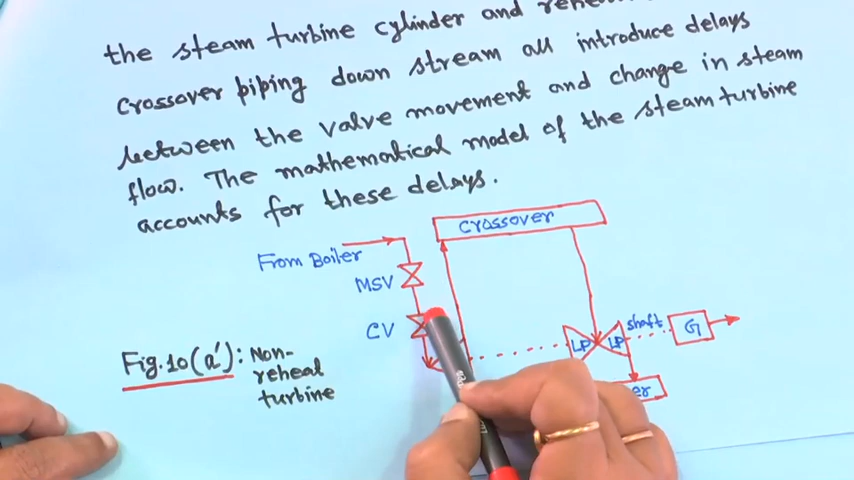 the steam turbine cylinder and
crossover piping down stream all introduce delays
between the valve movement and change in steam
flow. The mathematical model of the steam turbine
accounts for these delays.
crossover
From Boiler
MSV
CV
LP LP shaft G
er
Fig.10(a'): Non-
reheat
turbine